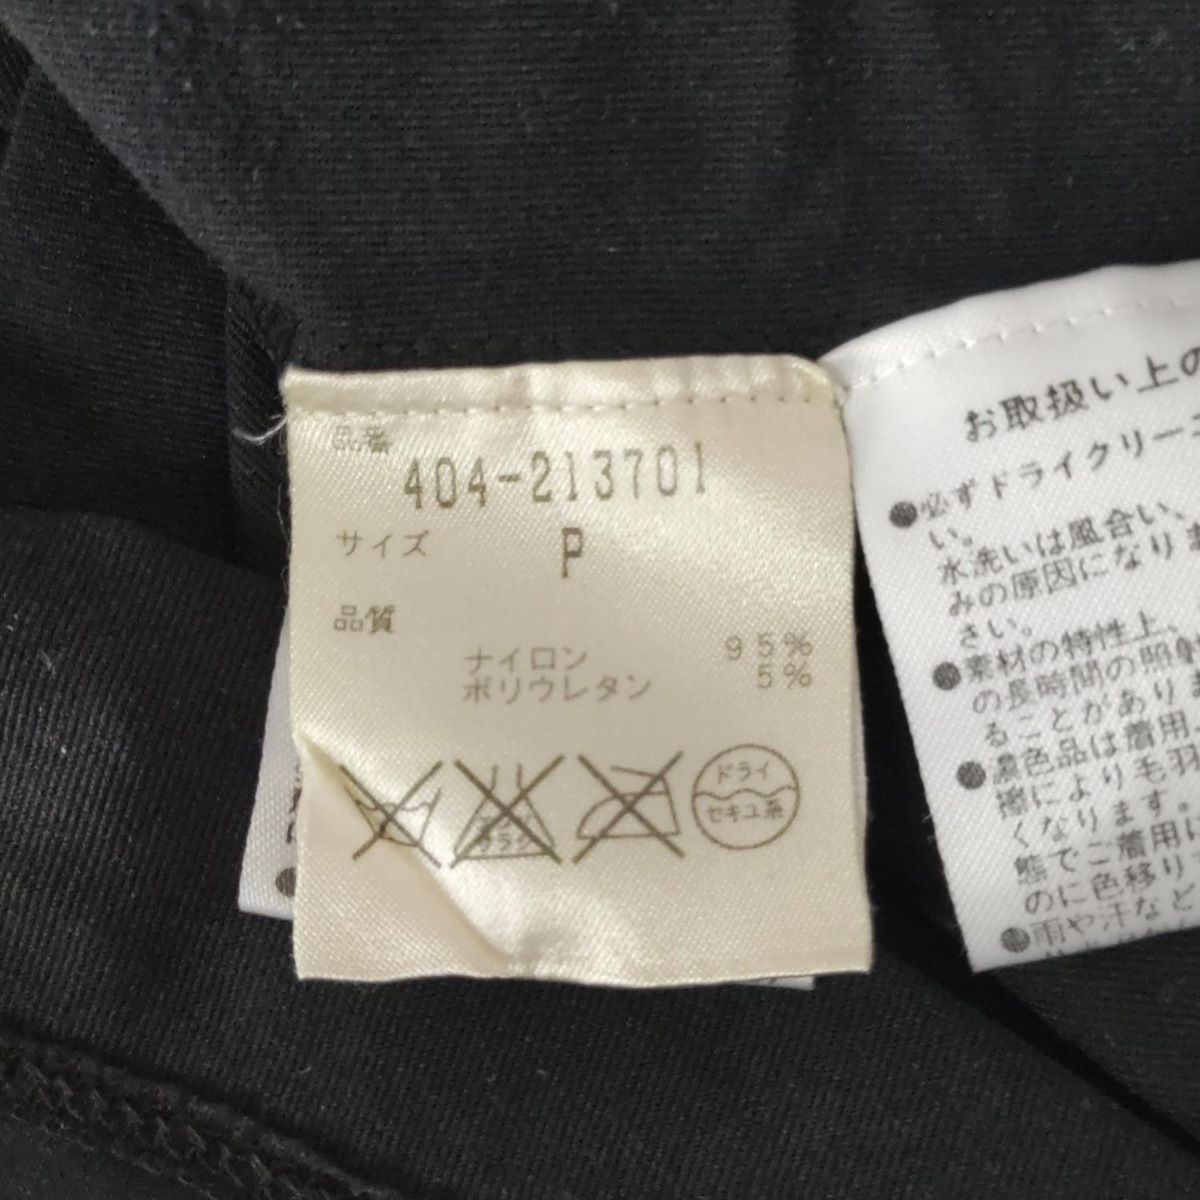 品番
404-213701
サイズ P
品質
ナイロン 95%
ポリウレタン 5%
ドライ
セキユ系
お取扱い上の
●必ずドライクリーニ
い。
水洗いは風合い、
みの原因になり
さい。
●素材の特性上、
の長時間の照射
ることがあり
●濃色品は着用
擦により毛羽
くなります。
態でご着用
のに色移り
●雨や汗など